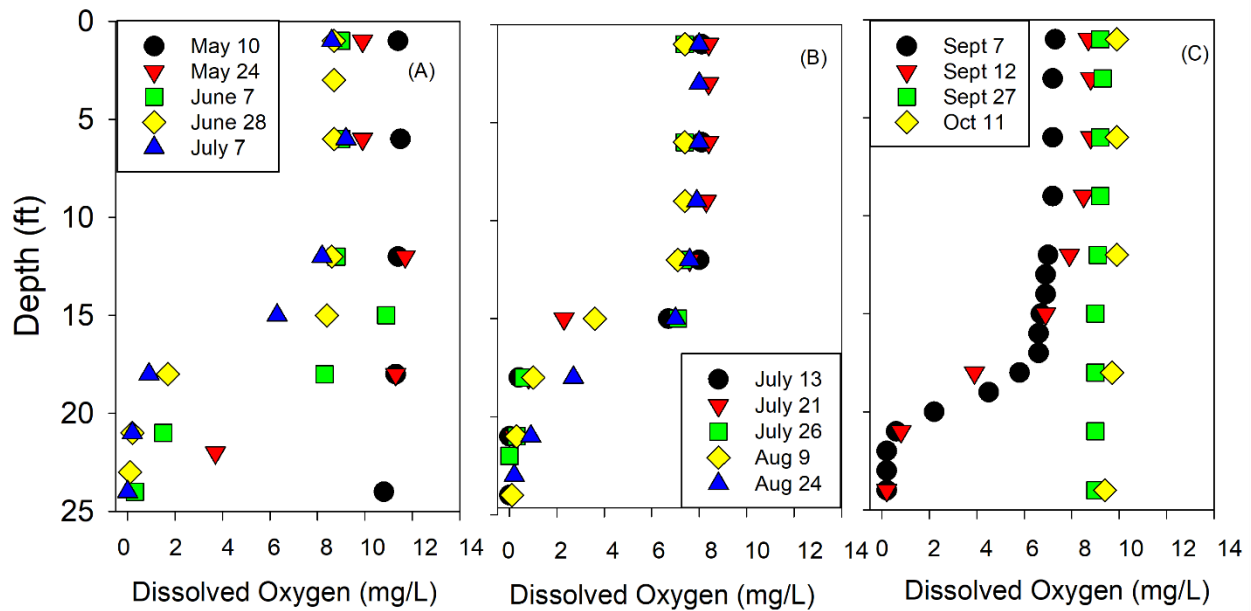 0
5
10
15
20
25
Depth (ft)
May 10
May 24
June 7
June 28
July 7
(A)
0 2 4 6 8 10 12 14
Dissolved Oxygen (mg/L)
(B)
July 13
July 21
July 26
Aug 9
Aug 24
0 2 4 6 8 10 12 14
Dissolved Oxygen (mg/L)
Sept 7
Sept 12
Sept 27
Oct 11
(C)
0 2 4 6 8 10 12 14
Dissolved Oxygen (mg/L)